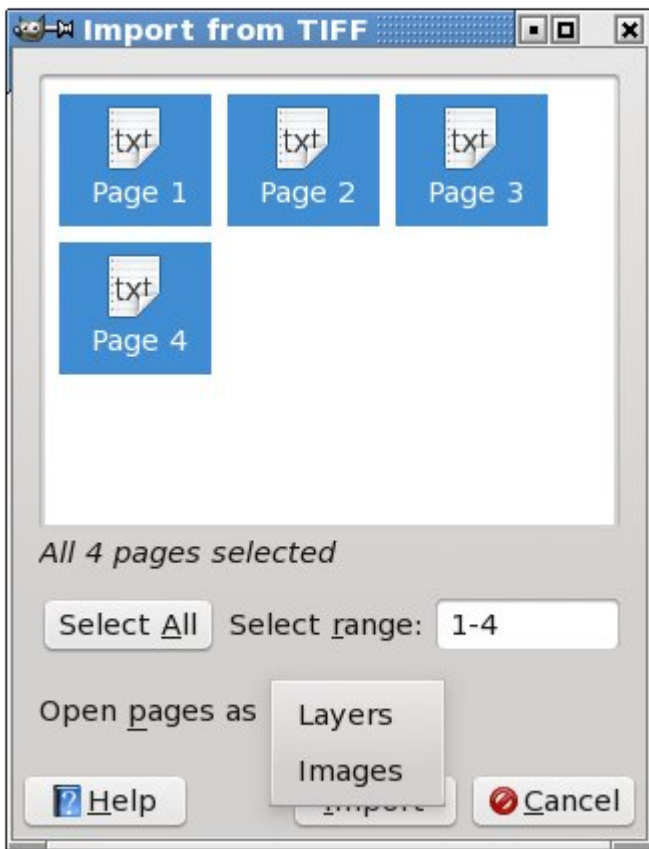 Import from TIFF
txt txt txt
Page 1 Page 2 Page 3
txt
Page 4
All 4 pages selected
Select All Select range: 1-4
Open pages as Layers
Images
Help Cancel